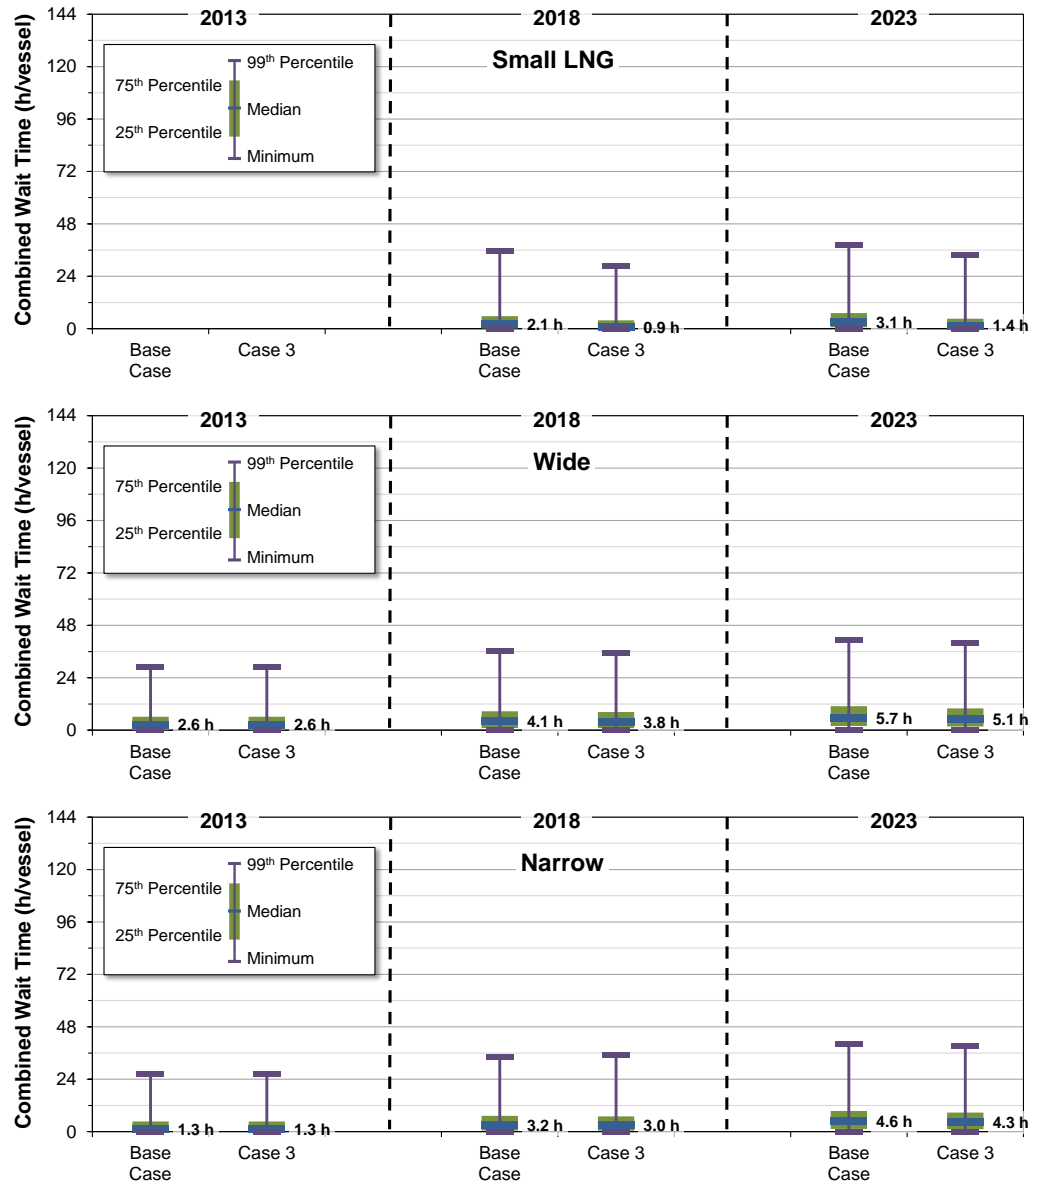 2013 2018 2023
Small LNG
Combined Wait Time (h/vessel)
144
120
96
72
48
24
0
99th Percentile
75th Percentile
Median
25th Percentile
Minimum
2.1 h 0.9 h 3.1 h 1.4 h
Base Case Case 3 Base Case Case 3 Base Case Case 3
2013 2018 2023
Wide
Combined Wait Time (h/vessel)
144
120
96
72
48
24
0
99th Percentile
75th Percentile
Median
25th Percentile
Minimum
2.6 h 2.6 h 4.1 h 3.8 h 5.7 h 5.1 h
Base Case Case 3 Base Case Case 3 Base Case Case 3
2013 2018 2023
Narrow
Combined Wait Time (h/vessel)
144
120
96
72
48
24
0
99th Percentile
75th Percentile
Median
25th Percentile
Minimum
1.3 h 1.3 h 3.2 h 3.0 h 4.6 h 4.3 h
Base Case Case 3 Base Case Case 3 Base Case Case 3